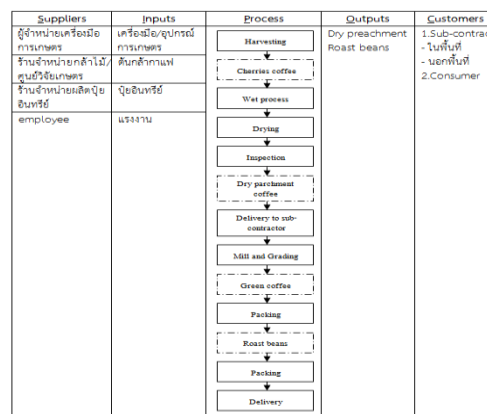 Suppliers
ผู้จำหน่ายเครื่องมือ
การเกษตร
ร้านจำหน่ายกล้าไม้/
ศูนย์วิจัยเกษตร
ร้านจำหน่ายผลิตปุ๋ย
อินทรีย์
employee
Inputs
เครื่องมือ/อุปกรณ์
การเกษตร
ต้นกล้ากาแฟ
ปุ๋ยอินทรีย์
แรงงาน
Process
Harvesting
Cherries coffee
Wet process
Drying
Inspection
Dry parchment
coffee
Delivery to sub-
contractor
Mill and Grading
Green coffee
Packing
Roast beans
Packing
Delivery
Outputs
Dry preachment
Roast beans
Customers
1.Sub-contrac
- ในพื้นที่
- นอกพื้นที่
2.Consumer